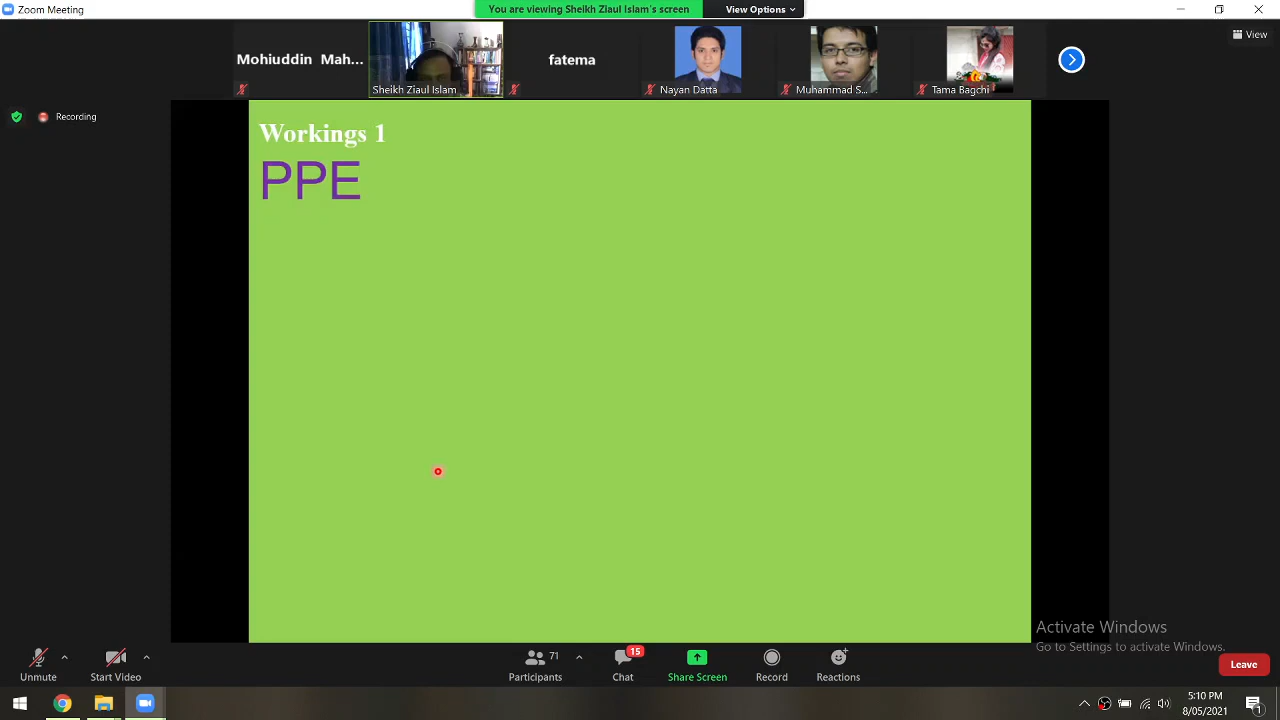 Zoom Meeting
You are viewing Sheikh Ziaul Islam's screen
View Options
View
Mohiuddin Mah...
Sheikh Ziaul Islam
fatema
Nayan Datta
Muhammad S...
Tama Bagchi
Recording
Workings 1
PPE
Activate Windows
Go to Settings to activate Windows.
71
15
Unmute
Start Video
Participants
Chat
Share Screen
Record
Reactions
Leave
5:10 PM
8/05/2021
1